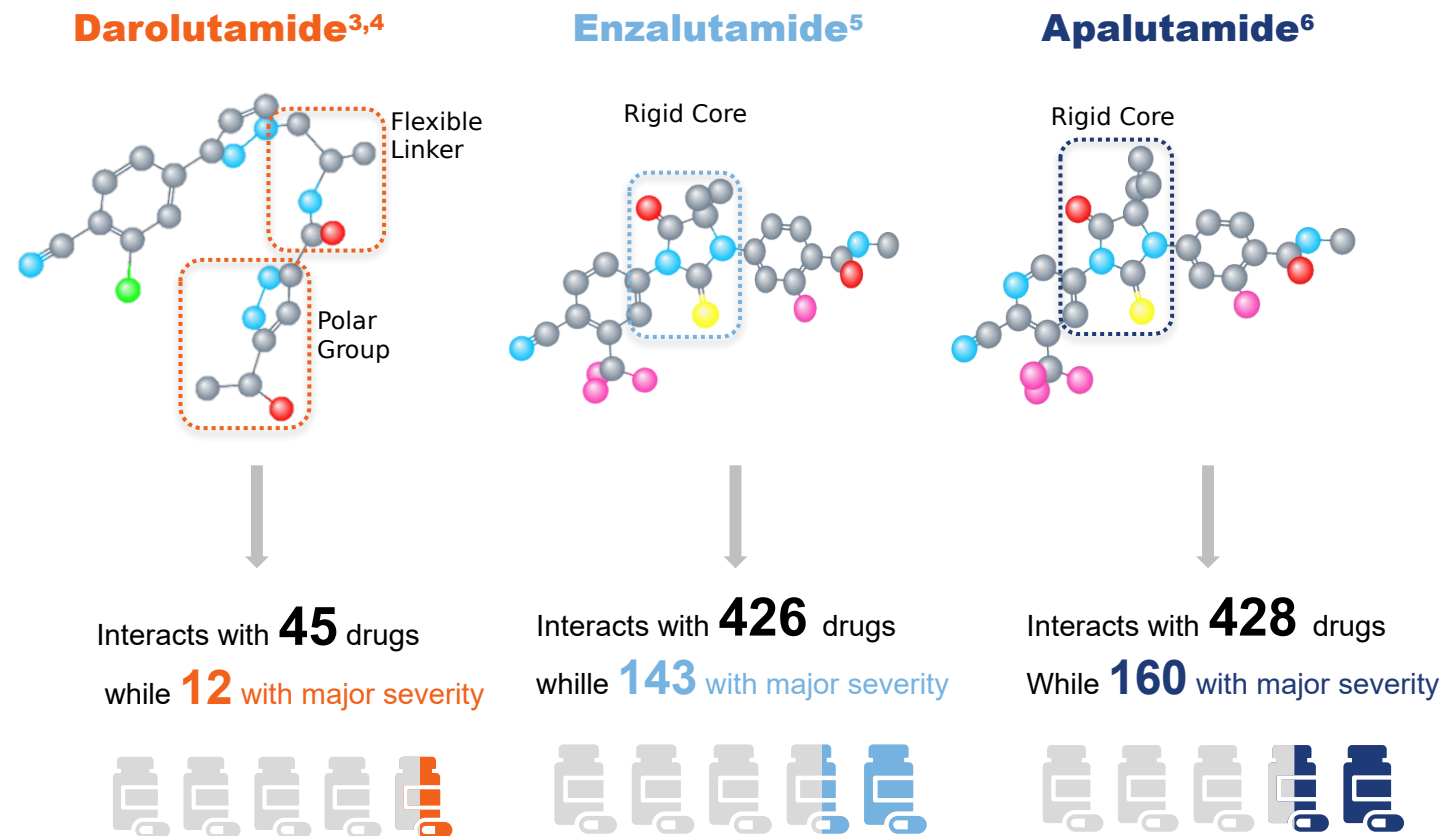 Darolutamide³,⁴
Flexible
Linker
Polar
Group
Interacts with 45 drugs
while 12 with major severity
Enzalutamide⁵
Rigid Core
Interacts with 426 drugs
whille 143 with major severity
Apalutamide⁶
Rigid Core
Interacts with 428 drugs
While 160 with major severity